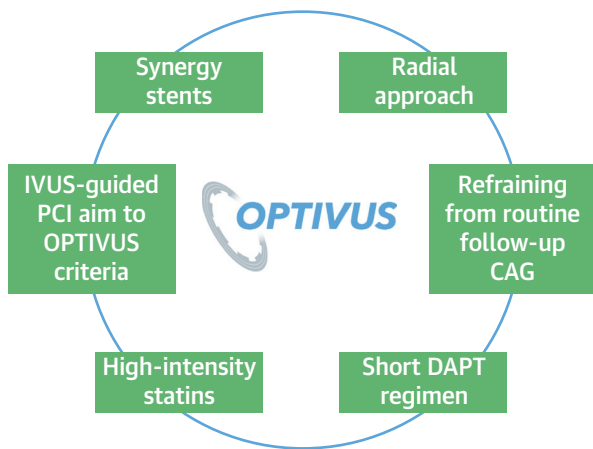 Synergy
stents
Radial
approach
IVUS-guided
PCI aim to
OPTIVUS
criteria
OPTIVUS
Refraining
from routine
follow-up
CAG
High-intensity
statins
Short DAPT
regimen